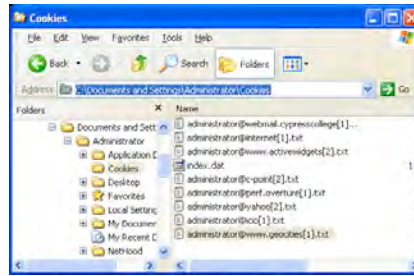 Cookies
File Edit View Favorites Tools Help
Back Search Folders
Address C:\Documents and Settings\Administrator\Cookies Go
Folders X Name
Documents and Sett
Administrator
Application D
Cookies
Desktop
Favorites
Local Setting
My Documen
My Recent D
NetHood
administrator@webmail.cypresscollege[1]...
administrator@internet[1].txt
administrator@www.activewidgets[2].txt
index.dat 1
administrator@c-point[2].txt
administrator@perf.overture[1].txt
administrator@yahoo[2].txt
administrator@kcio[1].txt
administrator@www.geocities[1].txt